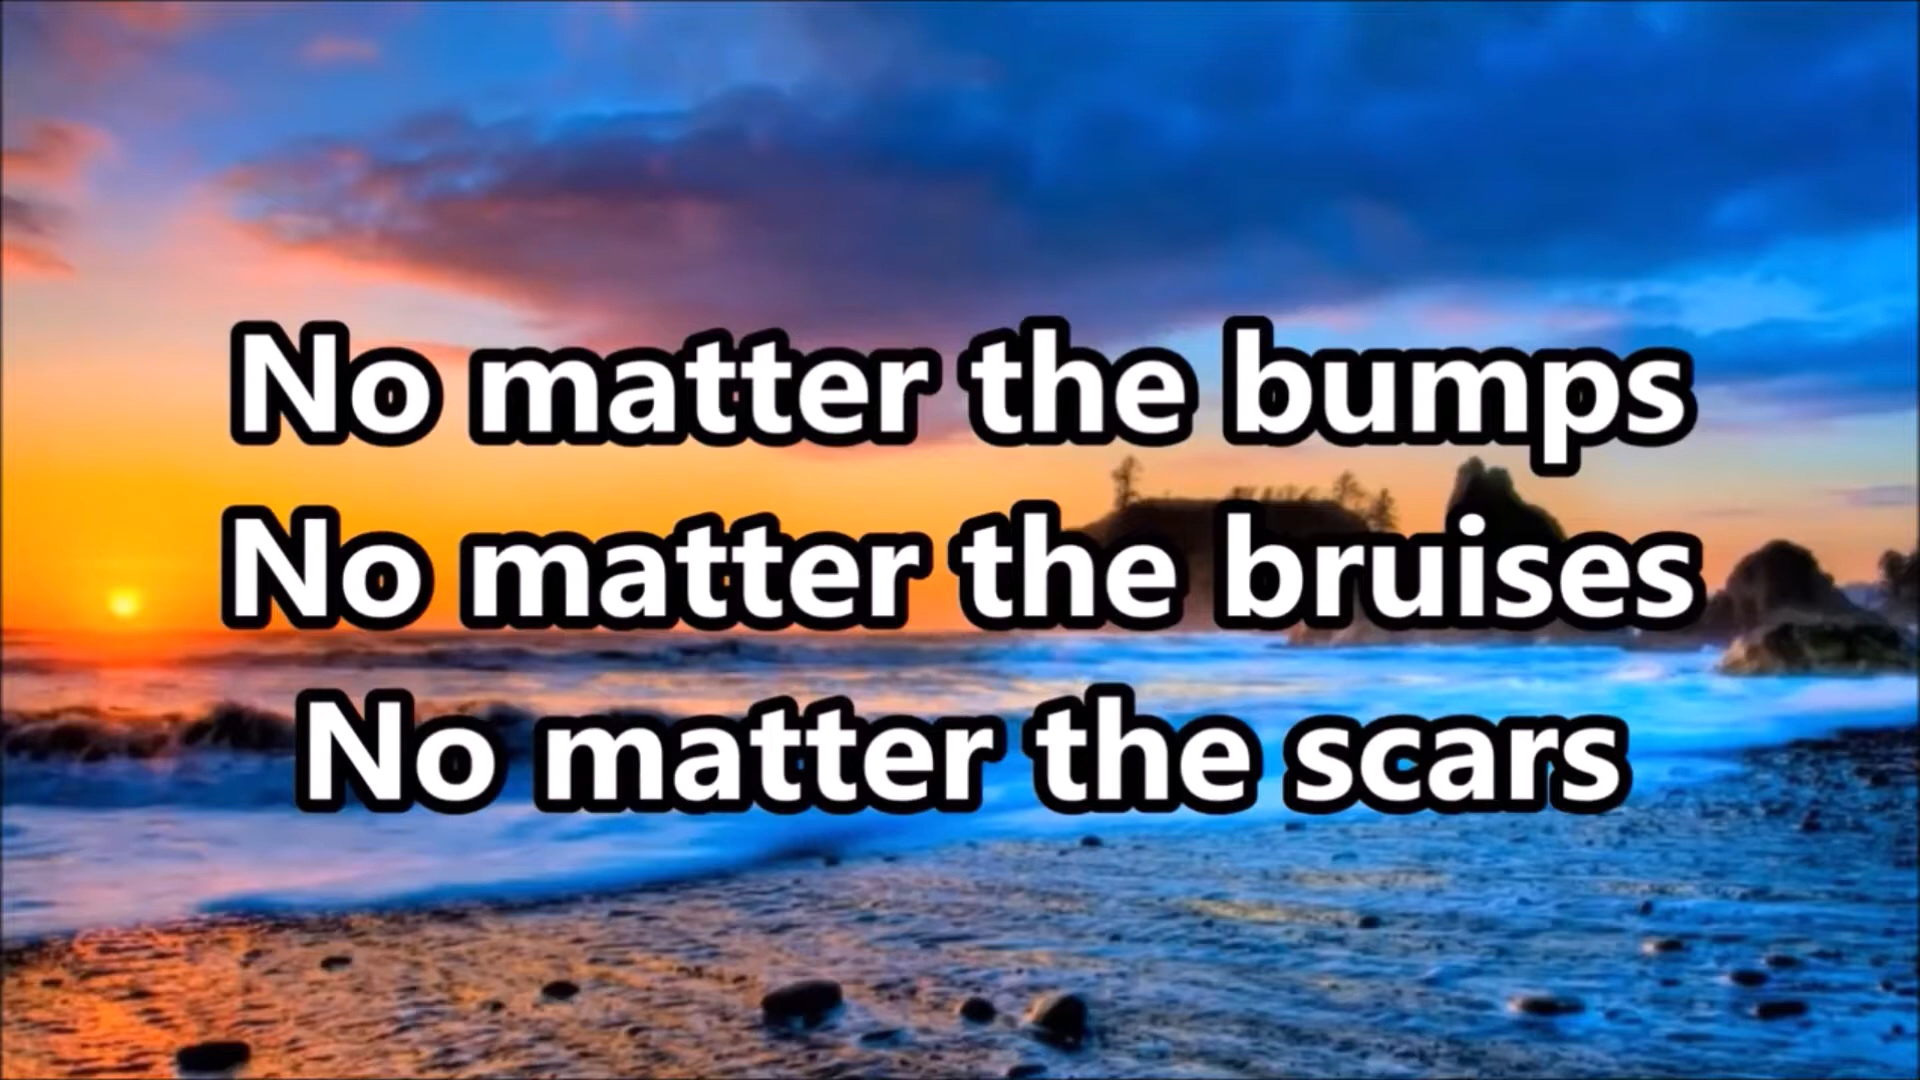 No matter the bumps
No matter the bruises
No matter the scars